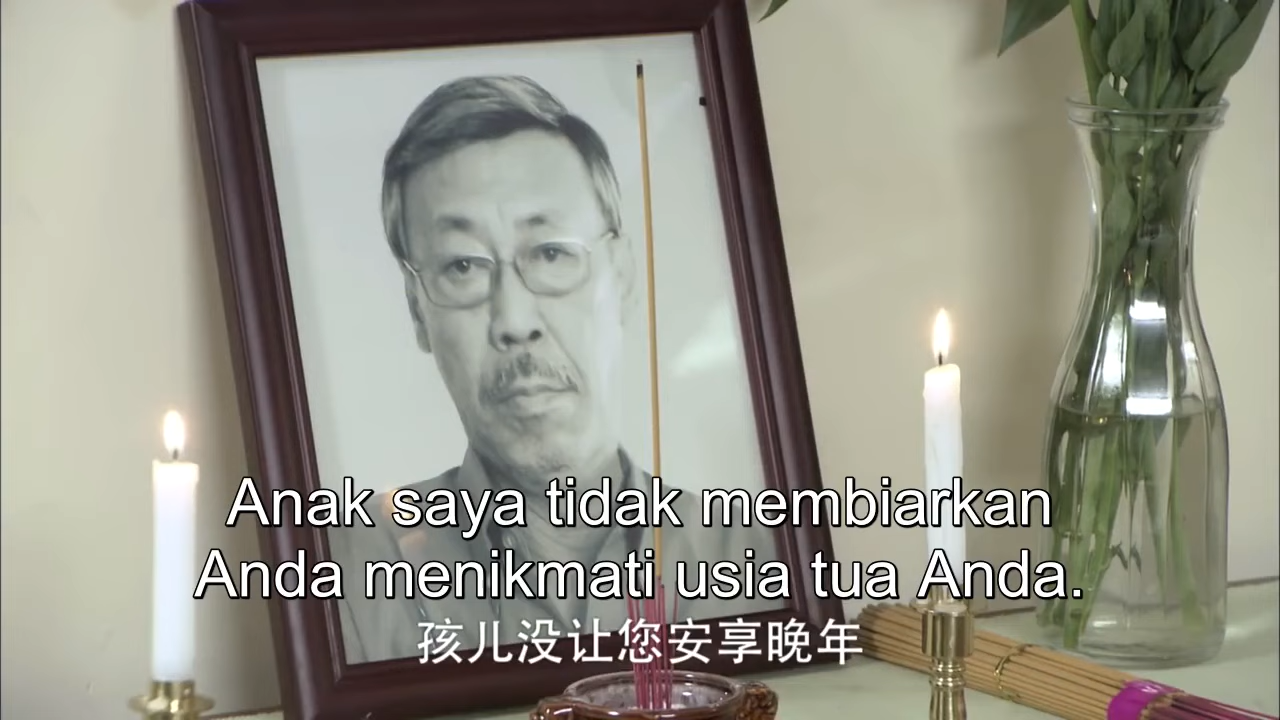 Anak saya tidak membiarkan
Anda menikmati usia tua Anda.
孩儿没让您安享晚年